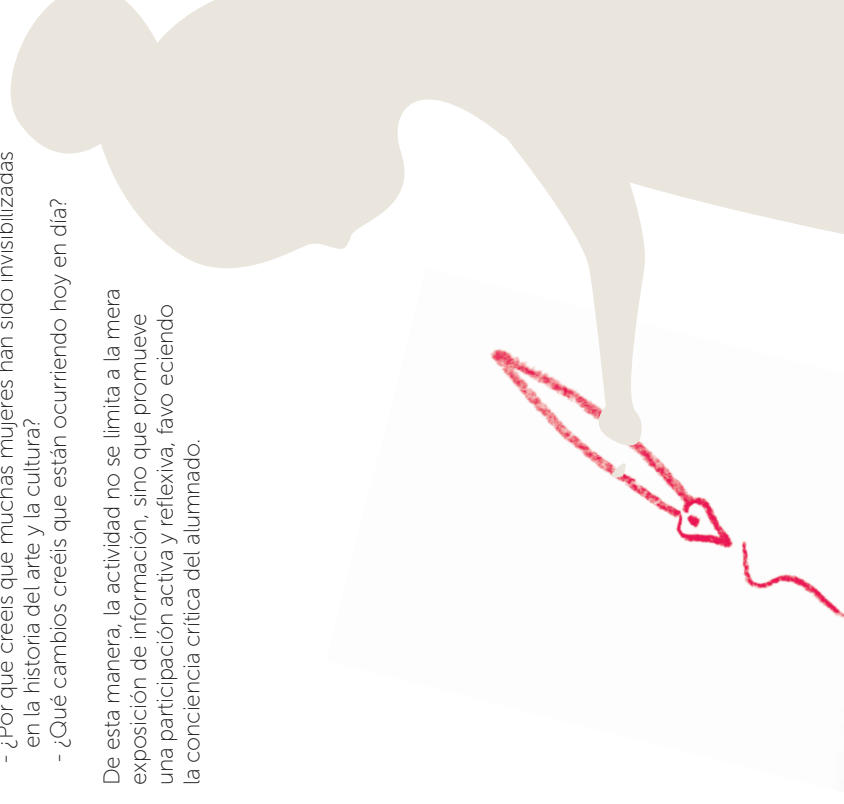 - ¿Por qué creéis que muchas mujeres han sido invisibilizadas
en la historia del arte y la cultura?
- ¿Qué cambios creéis que están ocurriendo hoy en día?
De esta manera, la actividad no se limita a la mera
exposición de información, sino que promueve
una participación activa y reflexiva, favo eciendo
la conciencia crítica del alumnado.